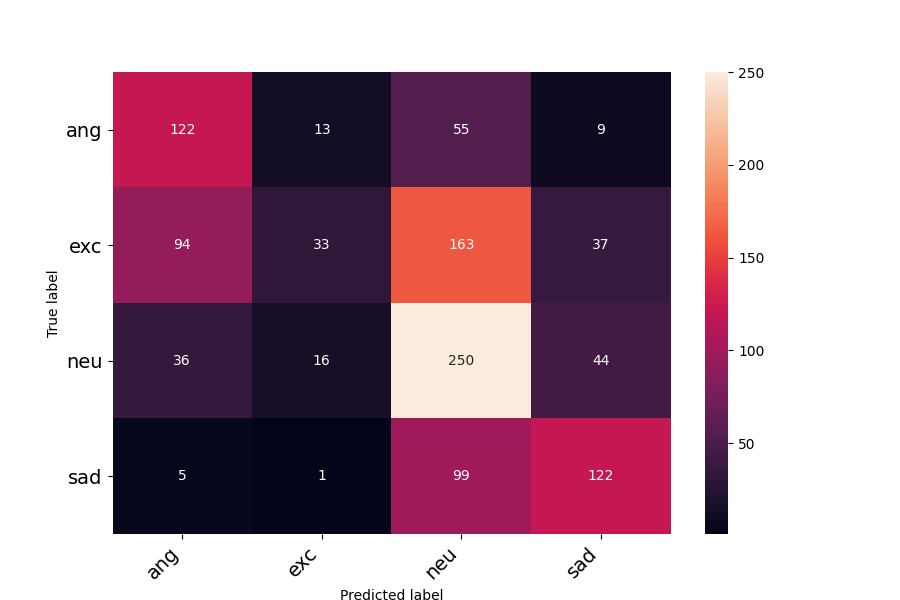 ang 122 13 55 9
exc 94 33 163 37
neu 36 16 250 44
sad 5 1 99 122
ang exc neu sad
True label
Predicted label
250
200
150
100
50